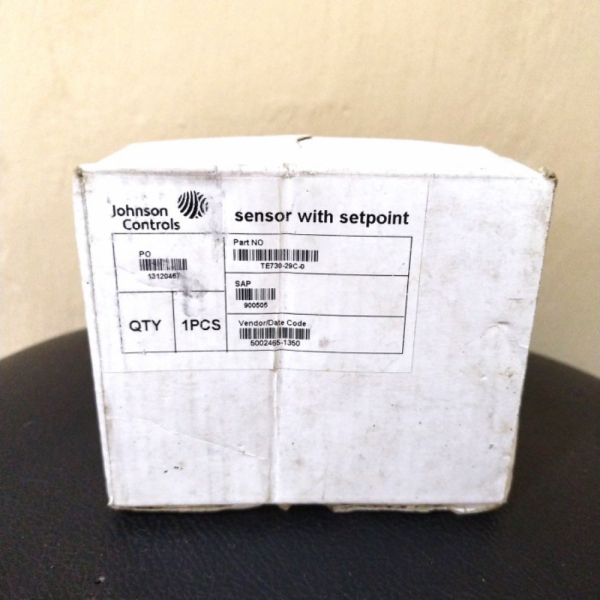 Johnson
Controls
sensor with setpoint
PO
13120467
Part NO
TE730-29C-0
SAP
900505
QTY
1PCS
Vendor/Date Code
5002465-1350